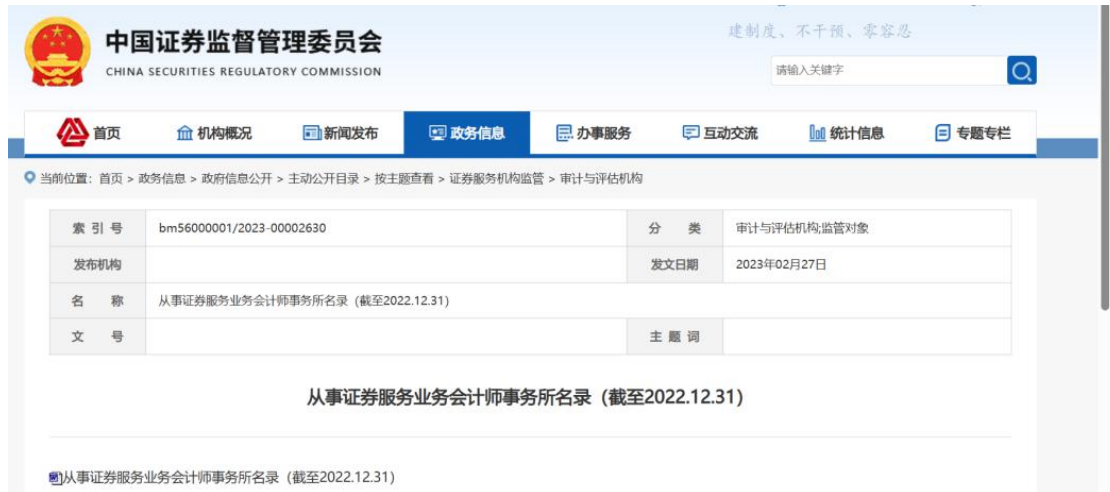 建制度、不干预、零容忍
中国证券监督管理委员会
CHINA SECURITIES REGULATORY COMMISSION
请输入关键字
首页 机构概况 新闻发布 政务信息 办事服务 互动交流 统计信息 专题专栏
当前位置：首页 > 政务信息 > 政府信息公开 > 主动公开目录 > 按主题查看 > 证券服务机构监管 > 审计与评估机构
索 引 号 bm56000001/2023-00002630 分 类 审计与评估机构;监管对象
发布机构 发文日期 2023年02月27日
名 称 从事证券服务业务会计师事务所名录（截至2022.12.31）
文 号 主 题 词
从事证券服务业务会计师事务所名录（截至2022.12.31）
从事证券服务业务会计师事务所名录（截至2022.12.31）